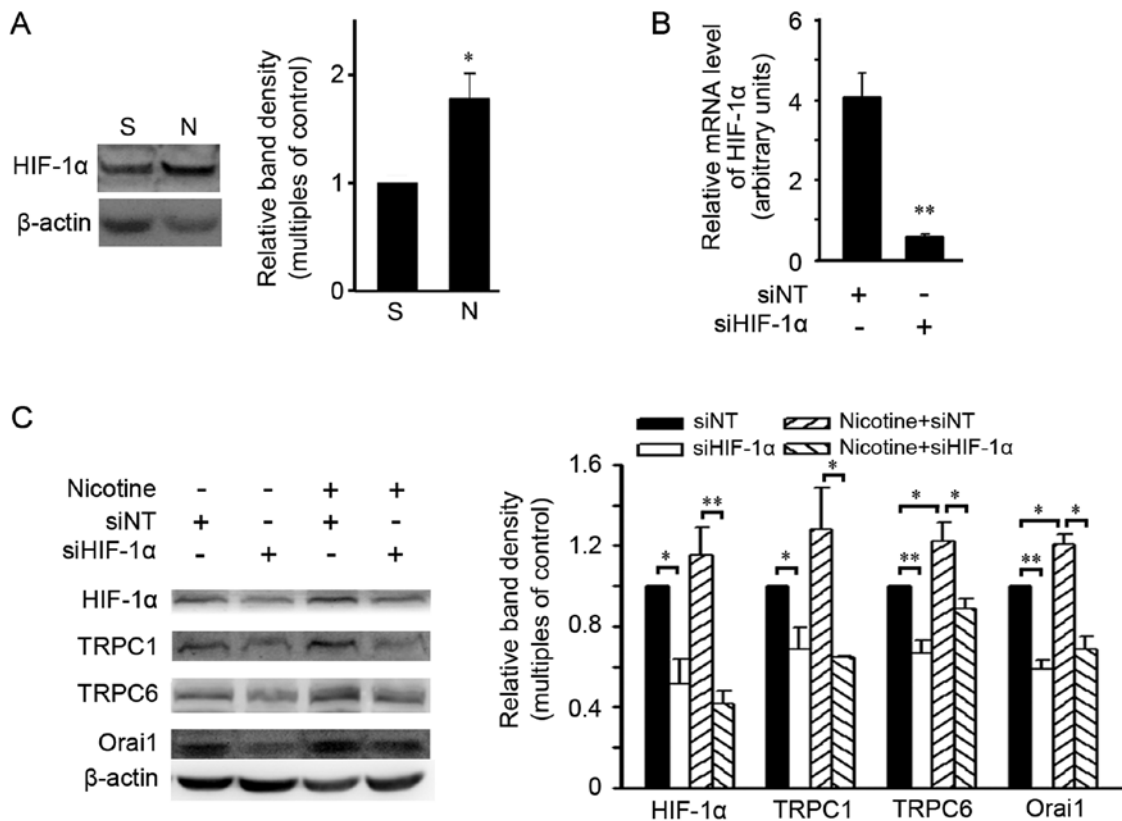 A
S N
HIF-1α
β-actin
Relative band density
(multiples of control)
2
1
0
*
S N
B
Relative mRNA level
of HIF-1α
(arbitrary units)
6
4
2
0
**
siNT + -
siHIF-1α - +
C
Nicotine - - + +
siNT + - + -
siHIF-1α - + - +
HIF-1α
TRPC1
TRPC6
Orai1
β-actin
siNT Nicotine+siNT
siHIF-1α Nicotine+siHIF-1α
Relative band density
(multiples of control)
1.6
1.2
0.8
0.4
0
* ** * * ** * * ** * *
HIF-1α TRPC1 TRPC6 Orai1